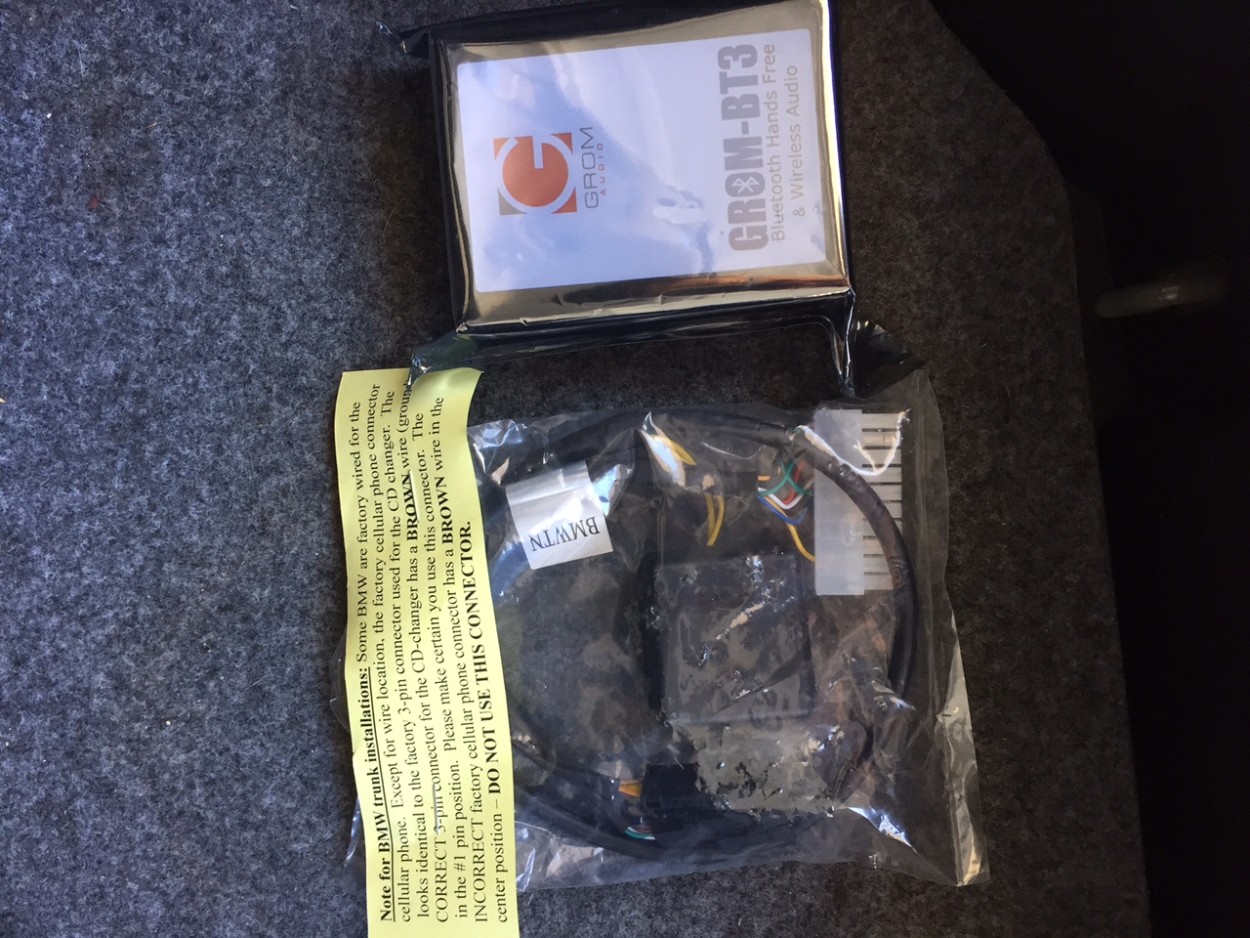 Note for BMW trunk installations: Some BMW are factory wired for the
cellular phone. Except for wire location, the factory cellular phone connector
looks identical to the factory 3-pin connector used for the CD changer. The
CORRECT 3-pin connector for the CD-changer has a BROWN wire (ground
in the #1 pin position. Please make certain you use this connector. The
INCORRECT factory cellular phone connector has a BROWN wire in the
center position – DO NOT USE THIS CONNECTOR.
BMWTN
G
GROM
AUDIO
GROM-BT3
Bluetooth Hands Free
& Wireless Audio